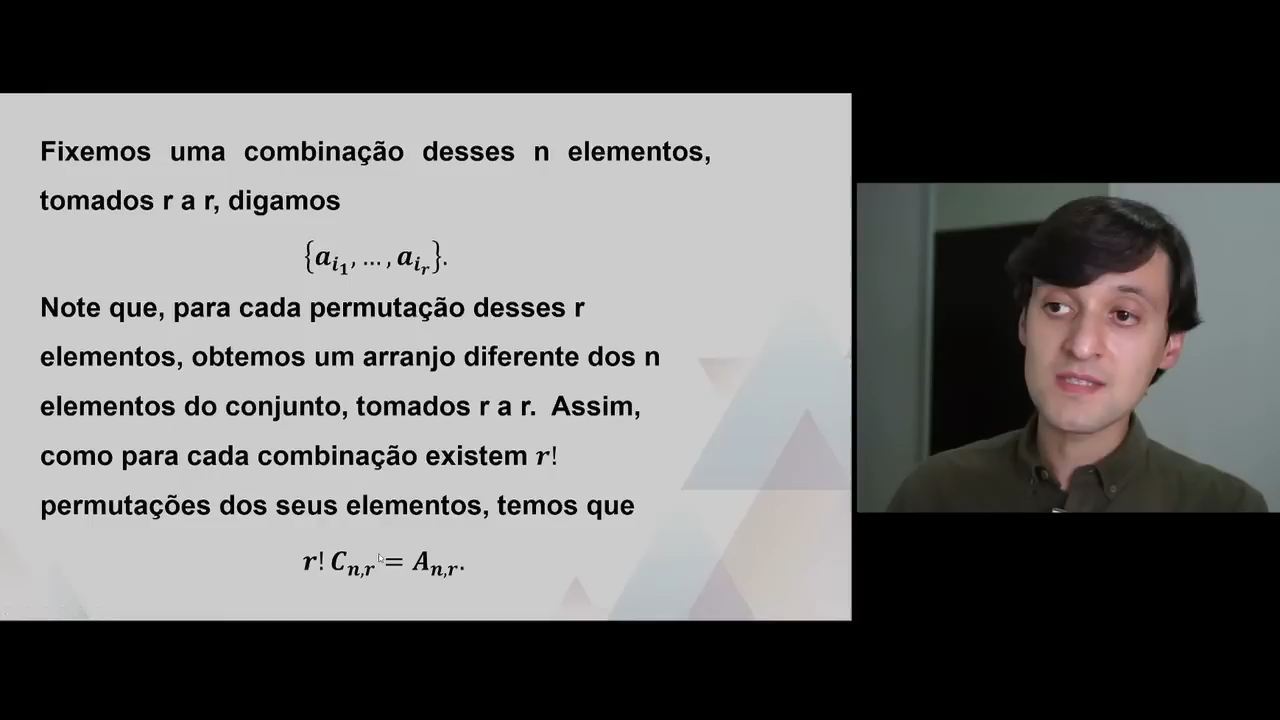 Fixemos uma combinação desses n elementos,
tomados r a r, digamos
{a_{i_1}, … , a_{i_r}}.
Note que, para cada permutação desses r
elementos, obtemos um arranjo diferente dos n
elementos do conjunto, tomados r a r. Assim,
como para cada combinação existem r!
permutações dos seus elementos, temos que
r! C_{n,r} = A_{n,r}.